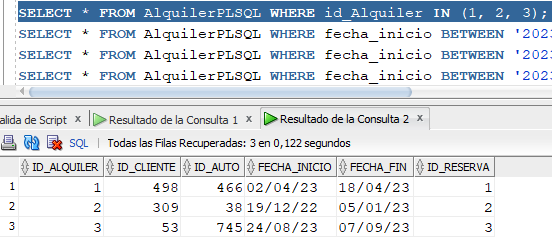 SELECT * FROM AlquilerPLSQL WHERE id_Alquiler IN (1, 2, 3);
SELECT * FROM AlquilerPLSQL WHERE fecha_inicio BETWEEN '2023
SELECT * FROM AlquilerPLSQL WHERE fecha_inicio BETWEEN '202
SELECT * FROM AlquilerPLSQL WHERE fecha_inicio BETWEEN '202
alida de Script x Resultado de la Consulta 1 x Resultado de la Consulta 2 x
SQL | Todas las Filas Recuperadas: 3 en 0,122 segundos
ID_ALQUILER ID_CLIENTE ID_AUTO FECHA_INICIO FECHA_FIN ID_RESERVA
1 1 498 466 02/04/23 18/04/23 1
2 2 309 38 19/12/22 05/01/23 2
3 3 53 745 24/08/23 07/09/23 3